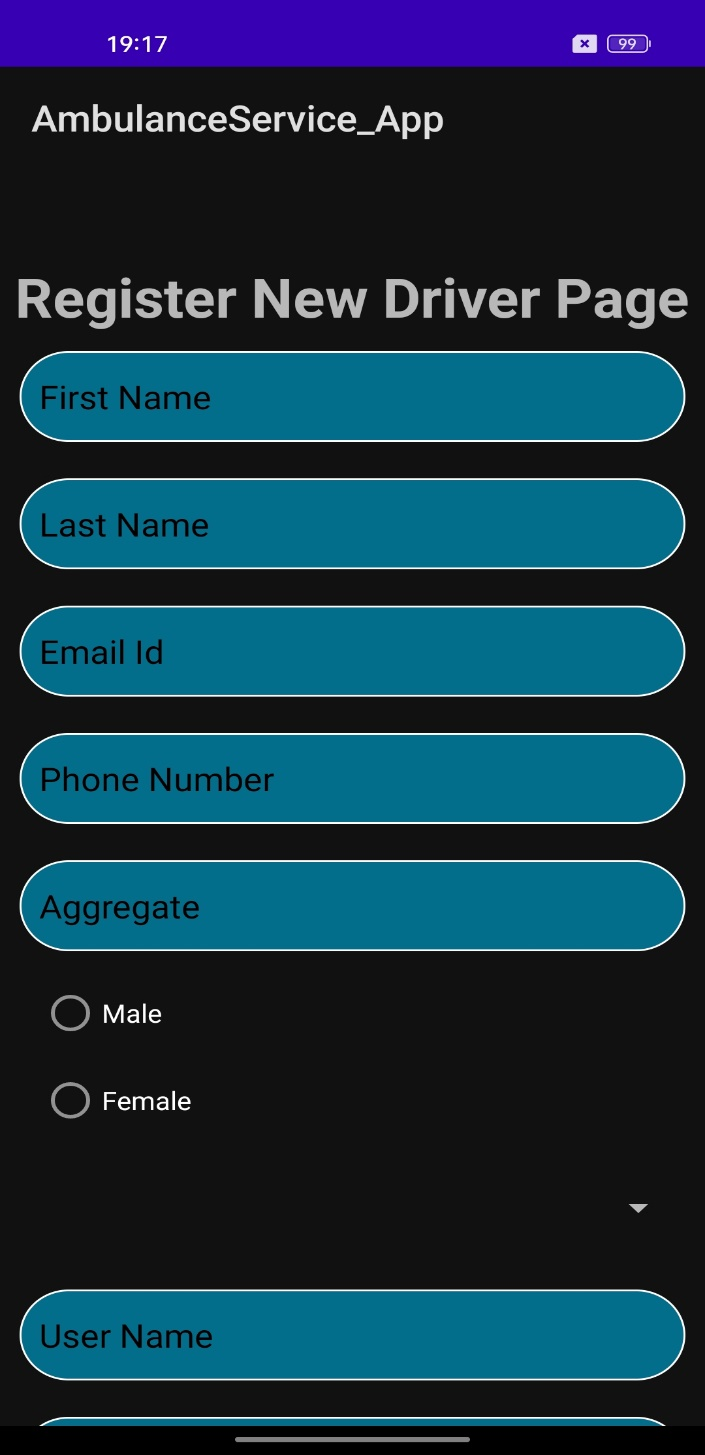 19:17
99
AmbulanceService_App
Register New Driver Page
First Name
Last Name
Email Id
Phone Number
Aggregate
Male
Female
User Name